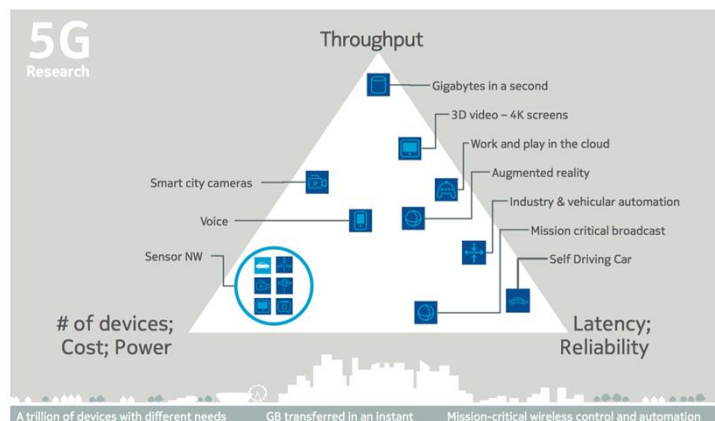 5G
Research
Throughput
Gigabytes in a second
3D video – 4K screens
Work and play in the cloud
Smart city cameras
Augmented reality
Voice
Industry & vehicular automation
Mission critical broadcast
Sensor NW
Self Driving Car
# of devices;
Cost; Power
Latency;
Reliability
A trillion of devices with different needs
GB transferred in an instant
Mission-critical wireless control and automation